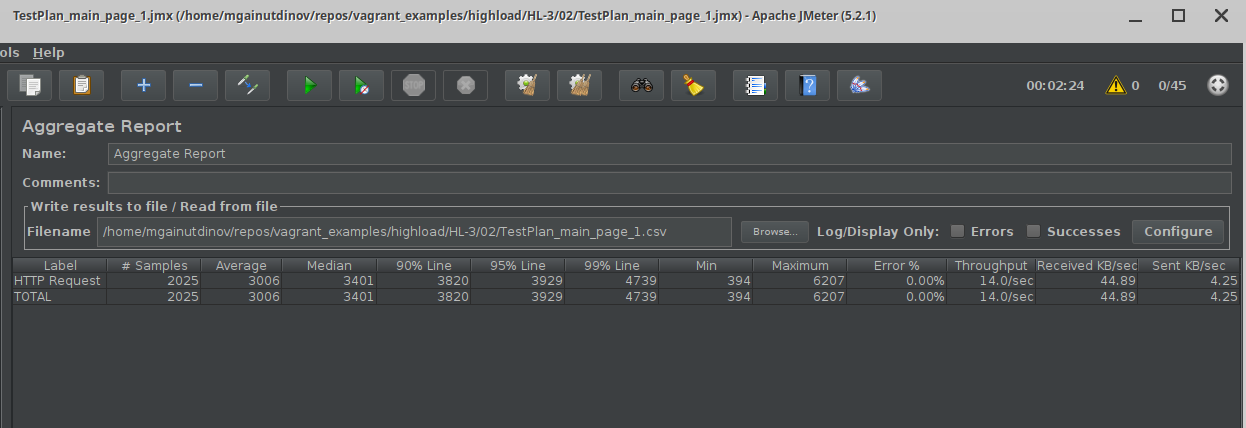 TestPlan_main_page_1.jmx (/home/mgainutdinov/repos/vagrant_examples/highload/HL-3/02/TestPlan_main_page_1.jmx) - Apache JMeter (5.2.1)
ols Help
STOP 00:02:24 0 0/45
Aggregate Report
Name: Aggregate Report
Comments:
Write results to file / Read from file
Filename /home/mgainutdinov/repos/vagrant_examples/highload/HL-3/02/TestPlan_main_page_1.csv Browse... Log/Display Only: Errors Successes Configure
Label # Samples Average Median 90% Line 95% Line 99% Line Min Maximum Error % Throughput Received KB/sec Sent KB/sec
HTTP Request 2025 3006 3401 3820 3929 4739 394 6207 0.00% 14.0/sec 44.89 4.25
TOTAL 2025 3006 3401 3820 3929 4739 394 6207 0.00% 14.0/sec 44.89 4.25